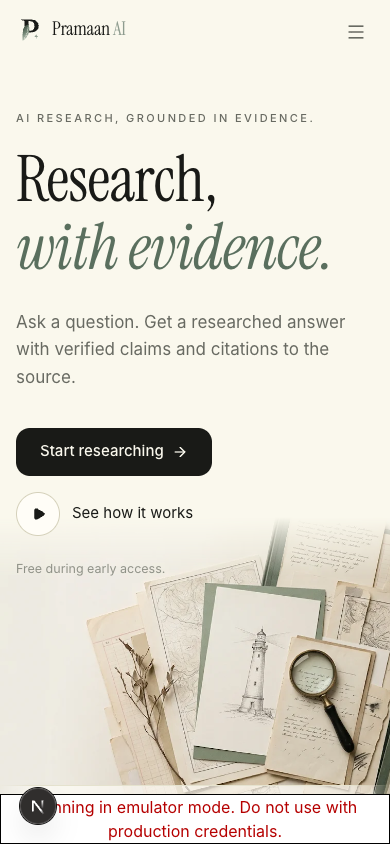 Pramaan AI
AI RESEARCH, GROUNDED IN EVIDENCE.
Research,
with evidence.
Ask a question. Get a researched answer
with verified claims and citations to the
source.
Start researching →
See how it works
Free during early access.
in emulator mode. Do not use with
production credentials.